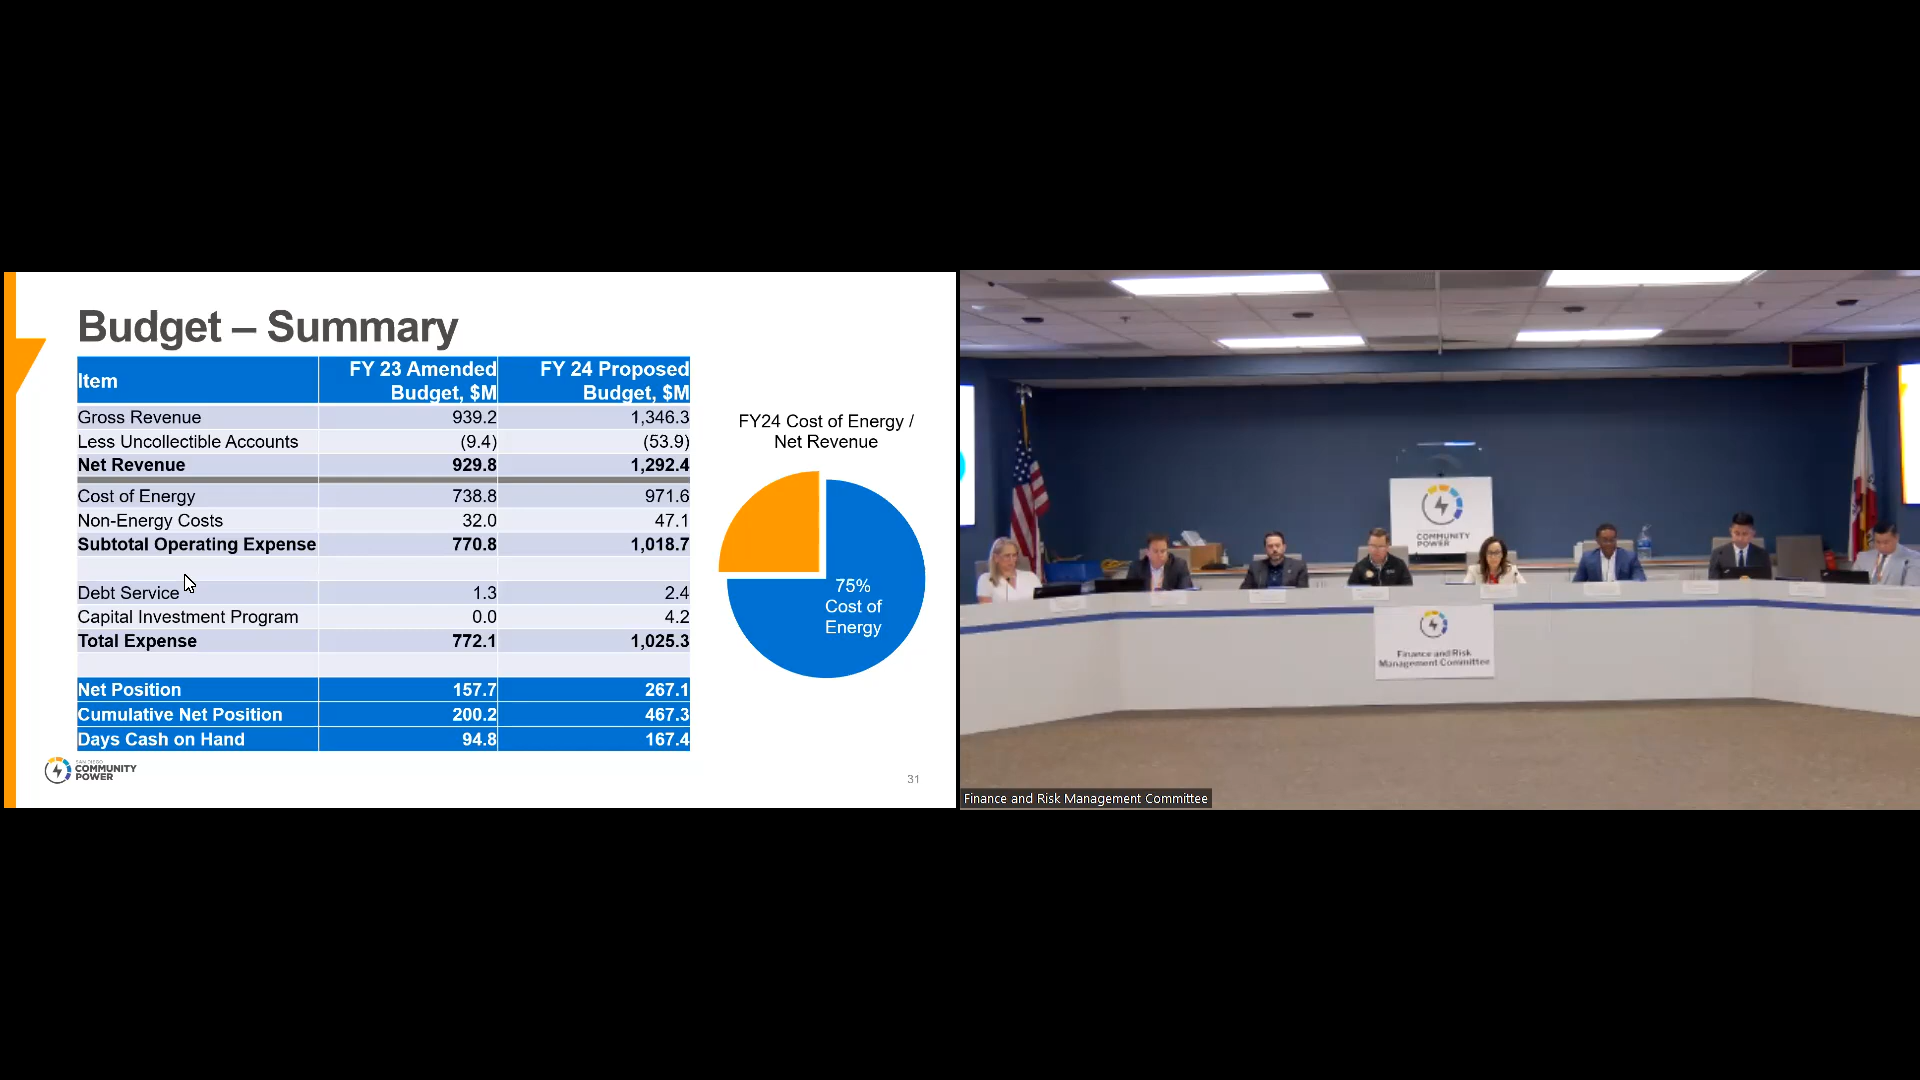 Budget – Summary
Item FY 23 Amended Budget, $M FY 24 Proposed Budget, $M
Gross Revenue 939.2 1,346.3
Less Uncollectible Accounts (9.4) (53.9)
Net Revenue 929.8 1,292.4
Cost of Energy 738.8 971.6
Non-Energy Costs 32.0 47.1
Subtotal Operating Expense 770.8 1,018.7
Debt Service 1.3 2.4
Capital Investment Program 0.0 4.2
Total Expense 772.1 1,025.3
Net Position 157.7 267.1
Cumulative Net Position 200.2 467.3
Days Cash on Hand 94.8 167.4
FY24 Cost of Energy /
Net Revenue
75%
Cost of
Energy
SAN DIEGO
COMMUNITY
POWER
31
COMMUNITY
POWER
Finance and Risk
Management Committee
Finance and Risk Management Committee